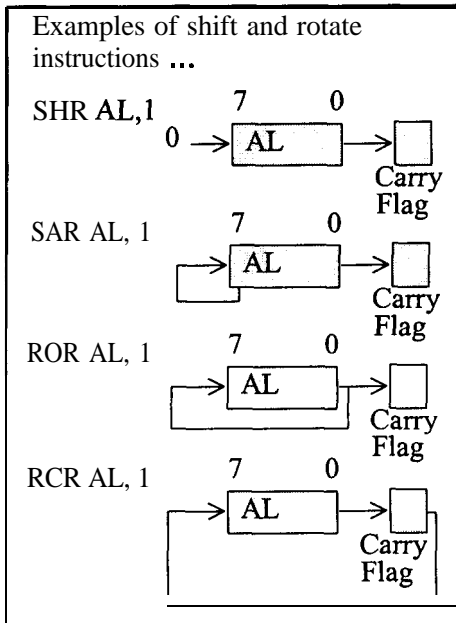 Examples of shift and rotate
instructions ...
SHR AL,1
7 0
0 AL
Carry
Flag
SAR AL, 1
7 0
AL
Carry
Flag
ROR AL, 1
7 0
AL
Carry
Flag
RCR AL, 1
7 0
AL
Carry
Flag